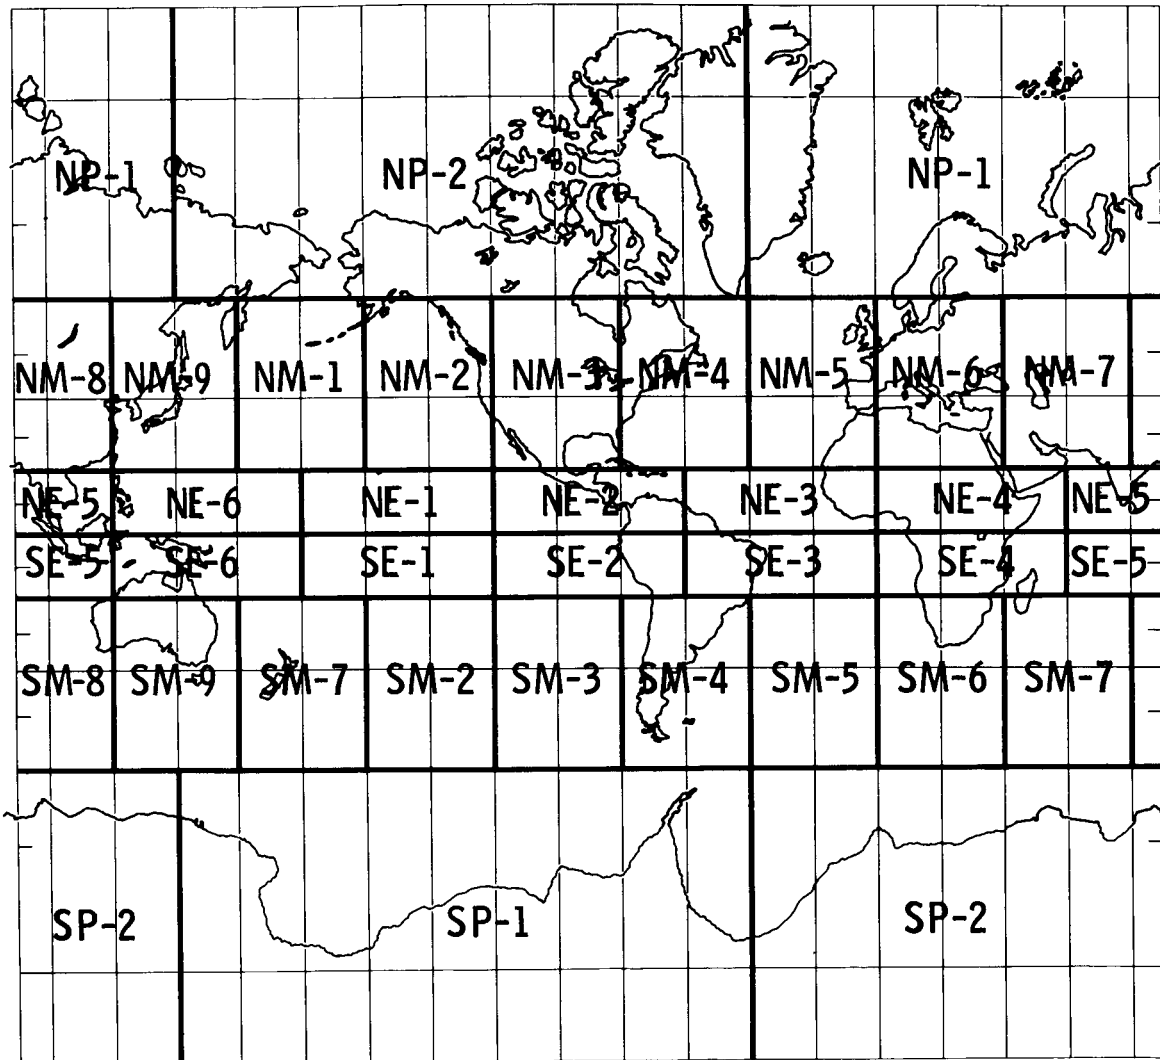 NP-1 NP-2 NP-1
NM-8 NM-9 NM-1 NM-2 NM-3 NM-4 NM-5 NM-6 NM-7
NE-5 NE-6 NE-1 NE-2 NE-3 NE-4 NE-5
SE-5 SE-6 SE-1 SE-2 SE-3 SE-4 SE-5
SM-8 SM-9 SM-7 SM-2 SM-3 SM-4 SM-5 SM-6 SM-7
SP-2 SP-1 SP-2